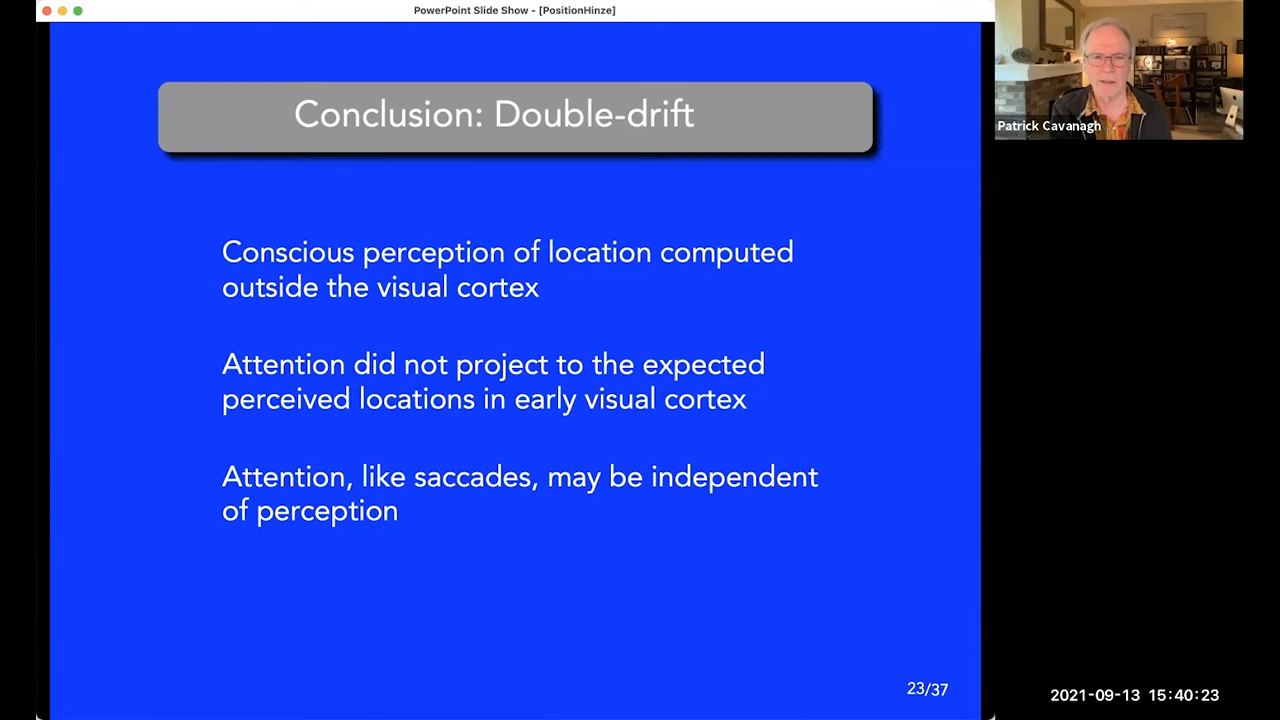 PowerPoint Slide Show - [PositionHinze]
Conclusion: Double-drift
Conscious perception of location computed
outside the visual cortex
Attention did not project to the expected
perceived locations in early visual cortex
Attention, like saccades, may be independent
of perception
23/37
Patrick Cavanagh
2021-09-13 15:40:23